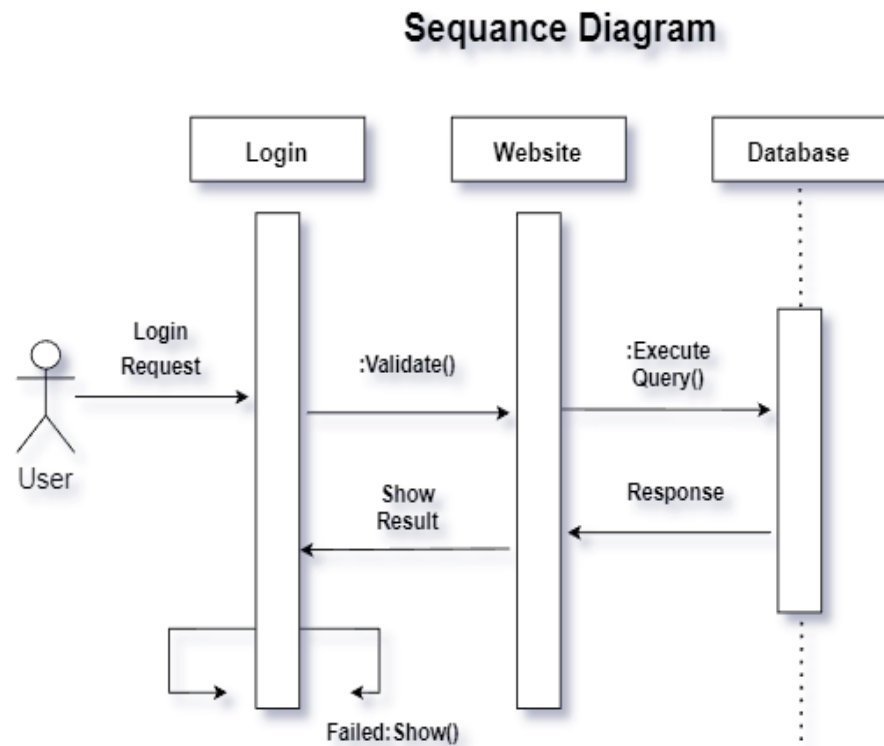 Sequance Diagram
Login
Website
Database
Login
Request
:Validate()
:Execute
Query()
User
Show
Result
Response
Failed:Show()